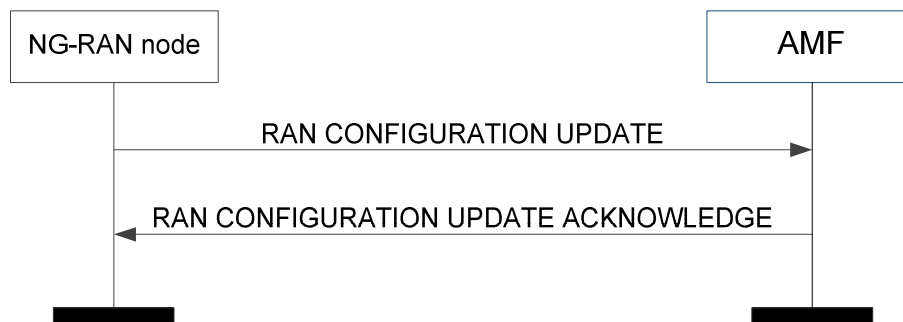 NG-RAN node
AMF
RAN CONFIGURATION UPDATE
RAN CONFIGURATION UPDATE ACKNOWLEDGE